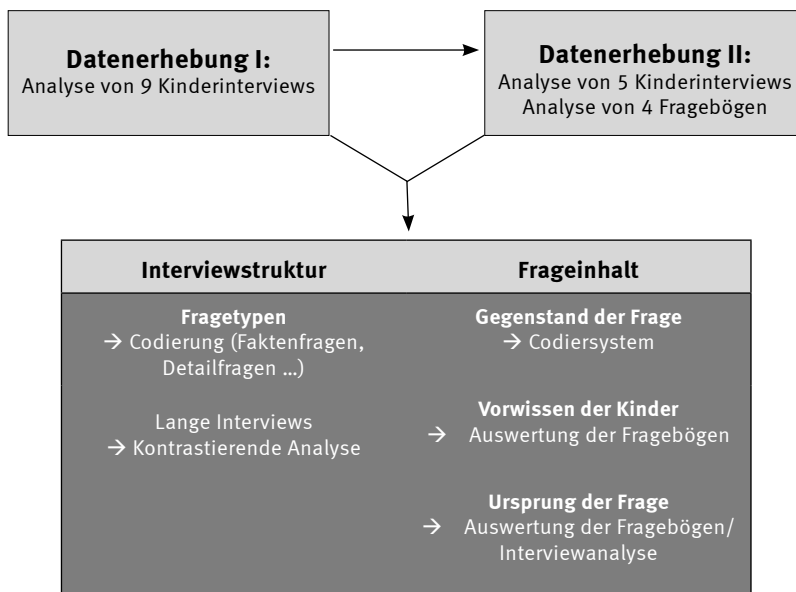 Datenerhebung I:
Analyse von 9 Kinderinterviews
Datenerhebung II:
Analyse von 5 Kinderinterviews
Analyse von 4 Fragebögen
Interviewstruktur
Fragetypen
→ Codierung (Faktenfragen,
Detailfragen ...)
Lange Interviews
→ Kontrastierende Analyse
Frageinhalt
Gegenstand der Frage
→ Codiersystem
Vorwissen der Kinder
→ Auswertung der Fragebögen
Ursprung der Frage
→ Auswertung der Fragebögen/
Interviewanalyse